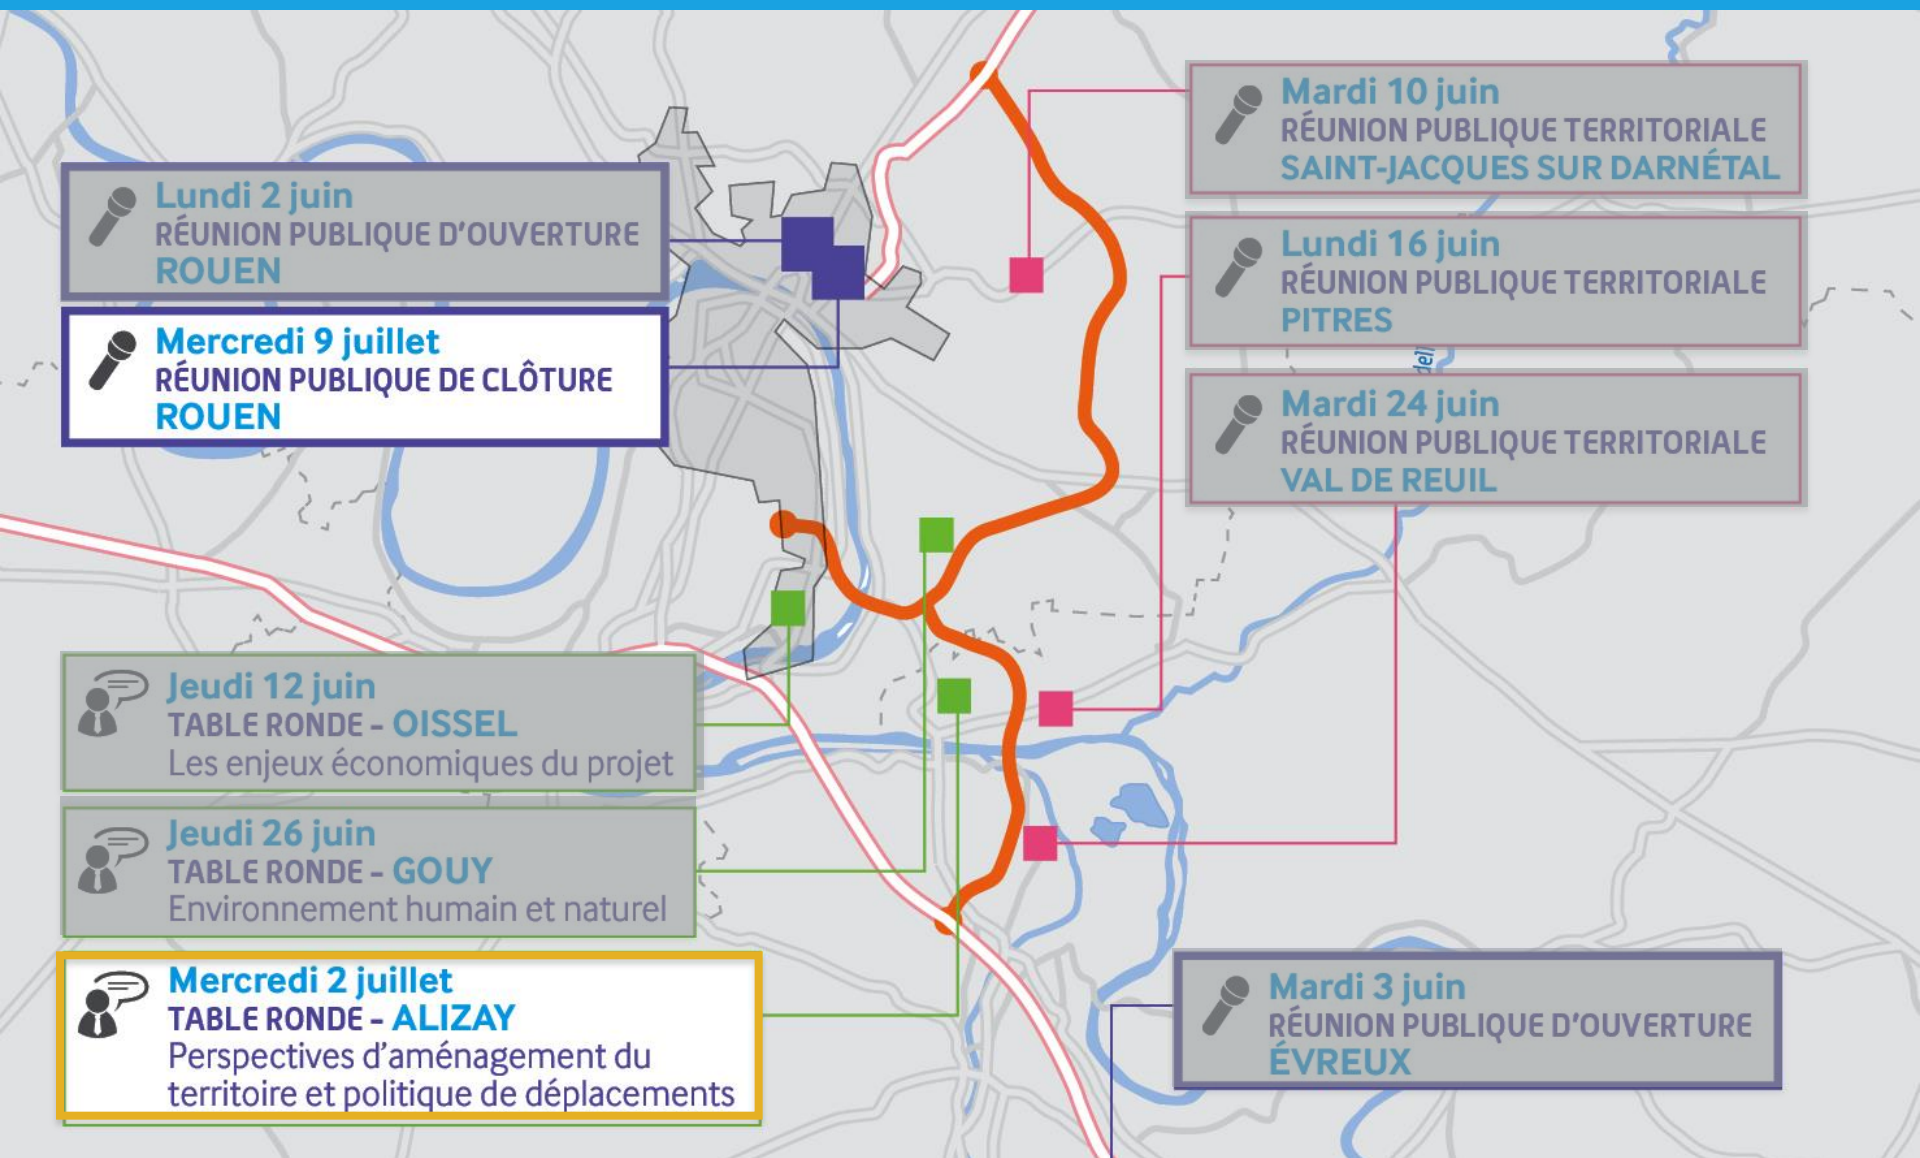 Lundi 2 juin
RÉUNION PUBLIQUE D'OUVERTURE
ROUEN
Mercredi 9 juillet
RÉUNION PUBLIQUE DE CLÔTURE
ROUEN
Mardi 10 juin
RÉUNION PUBLIQUE TERRITORIALE
SAINT-JACQUES SUR DARNÉTAL
Lundi 16 juin
RÉUNION PUBLIQUE TERRITORIALE
PITRES
Mardi 24 juin
RÉUNION PUBLIQUE TERRITORIALE
VAL DE REUIL
Jeudi 12 juin
TABLE RONDE - OISSEL
Les enjeux économiques du projet
Jeudi 26 juin
TABLE RONDE - GOUY
Environnement humain et naturel
Mercredi 2 juillet
TABLE RONDE - ALIZAY
Perspectives d'aménagement du
territoire et politique de déplacements
Mardi 3 juin
RÉUNION PUBLIQUE D'OUVERTURE
ÉVREUX